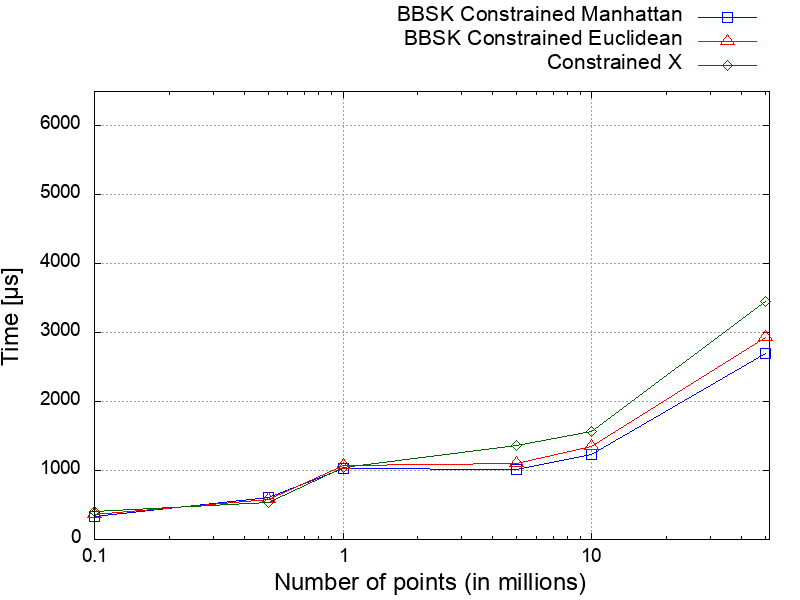 BBSK Constrained Manhattan
BBSK Constrained Euclidean
Constrained X
6000
5000
4000
3000
2000
1000
0
Time [µs]
0.1
1
10
Number of points (in millions)